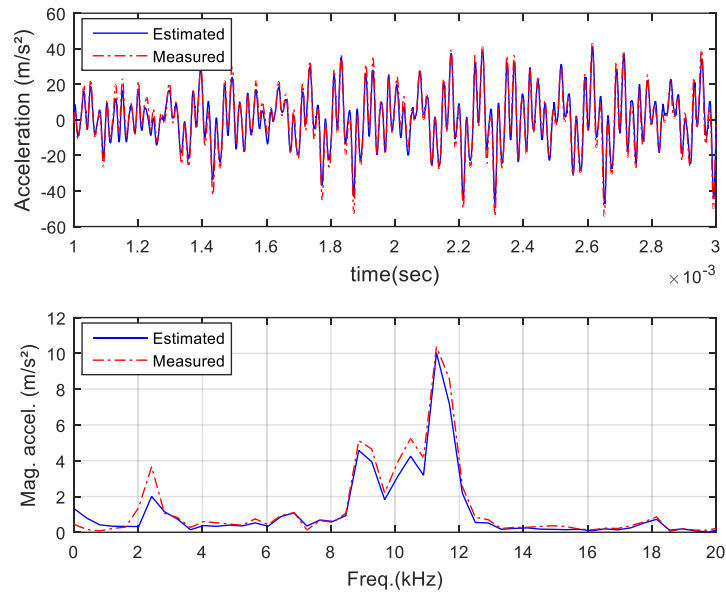 60
40
20
0
-20
-40
-60
Acceleration (m/s²)
Estimated
Measured
1 1.2 1.4 1.6 1.8 2 2.2 2.4 2.6 2.8 3
time(sec)
×10⁻³
12
10
8
6
4
2
0
Mag. accel. (m/s²)
Estimated
Measured
0 2 4 6 8 10 12 14 16 18 20
Freq.(kHz)